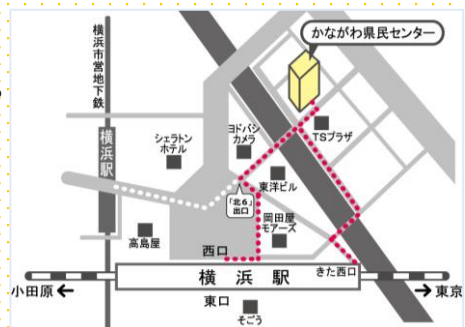 かながわ県民センター
横浜市営地下鉄
横浜駅
シェラトン
ホテル
ヨドバシ
カメラ
TSプラザ
東洋ビル
「北6」
出口
岡田屋
モアーズ
高島屋
西口
きた西口
横浜駅
小田原←
→東京
東口
そごう